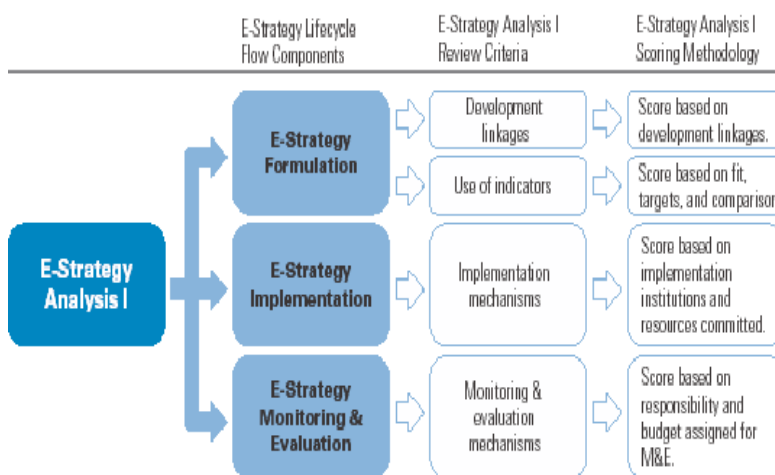 E-Strategy Lifecycle
Flow Components
E-Strategy Analysis I
Review Criteria
E-Strategy Analysis I
Scoring Methodology
E-Strategy
Analysis I
E-Strategy
Formulation
Development
linkages
Score based on
development linkages.
Use of indicators
Score based on fit,
targets, and comparison
E-Strategy
Implementation
Implementation
mechanisms
Score based on
implementation
institutions and
resources committed.
E-Strategy
Monitoring &
Evaluation
Monitoring &
evaluation
mechanisms
Score based on
responsibility and
budget assigned for
M&E.